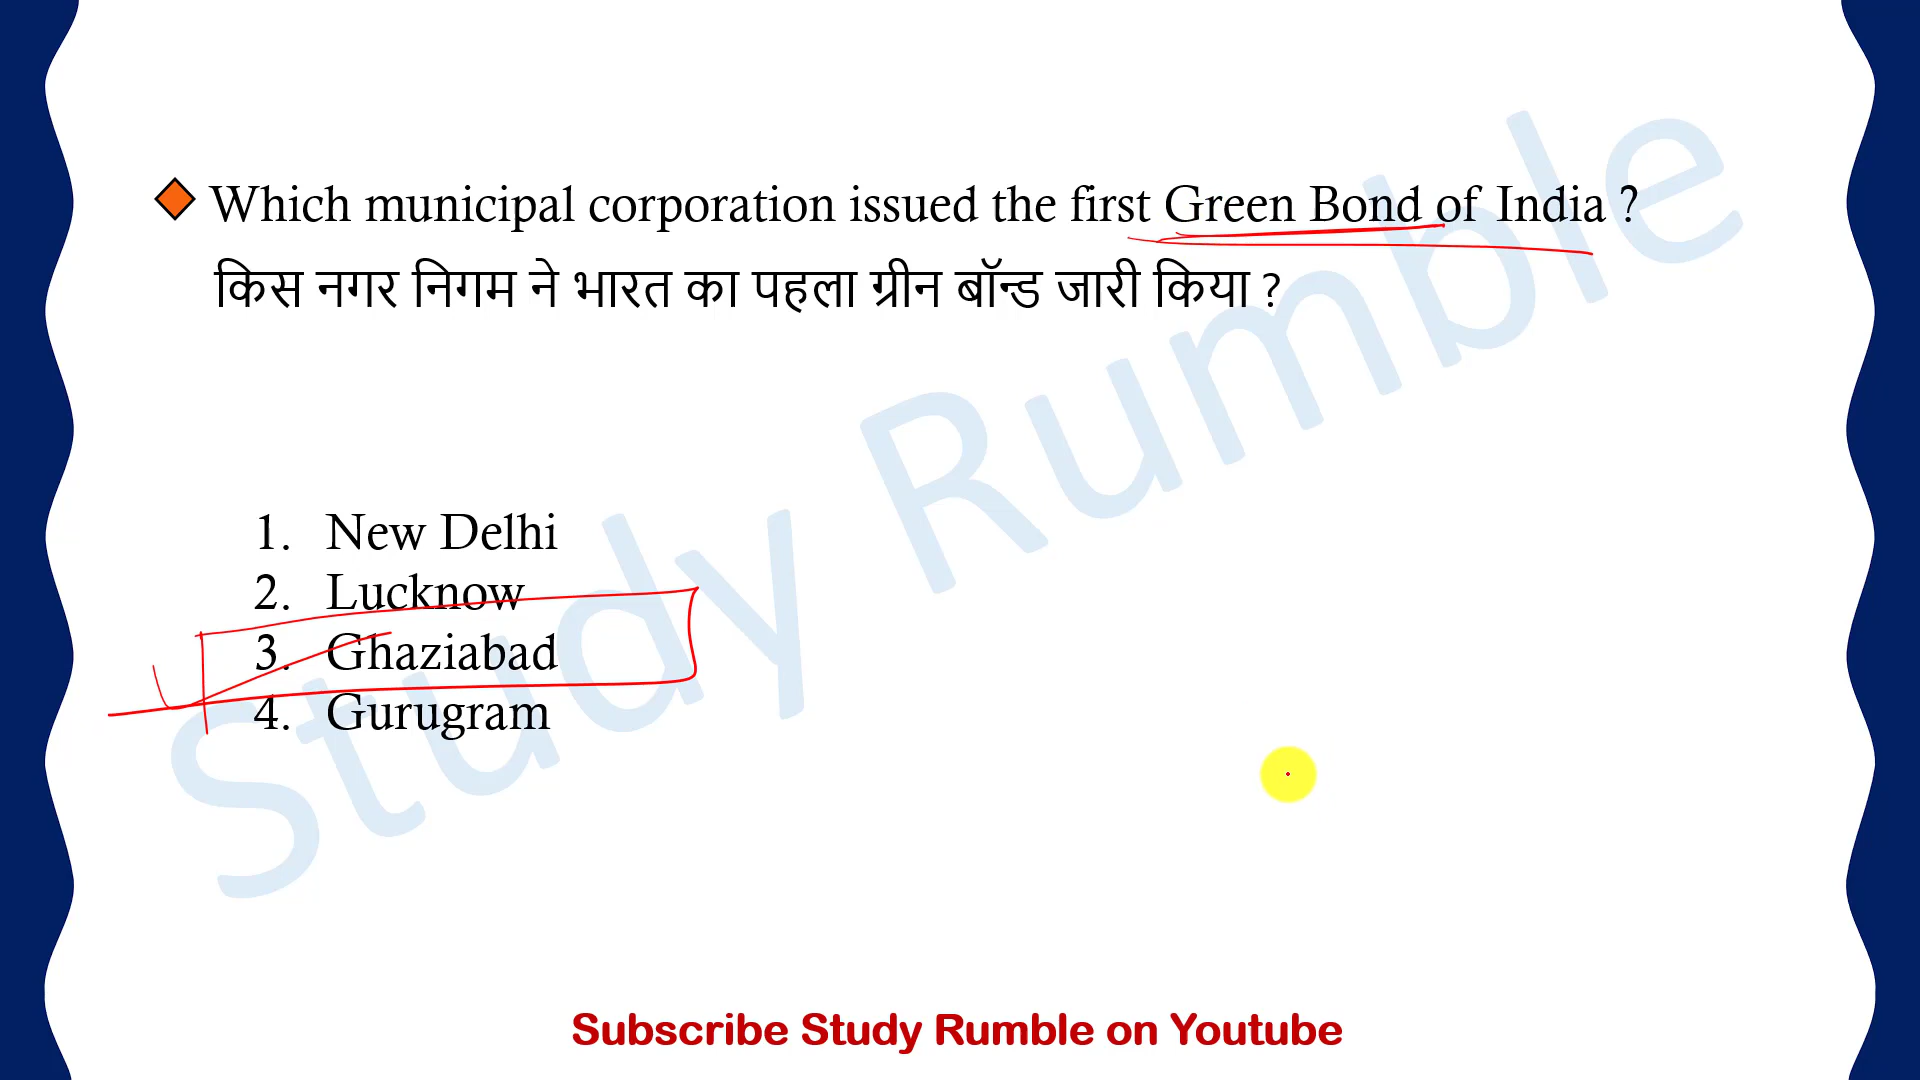 Which municipal corporation issued the first Green Bond of India ?
किस नगर निगम ने भारत का पहला ग्रीन बॉन्ड जारी किया ?
1. New Delhi
2. Lucknow
3. Ghaziabad
4. Gurugram
Study Rumble
Subscribe Study Rumble on Youtube